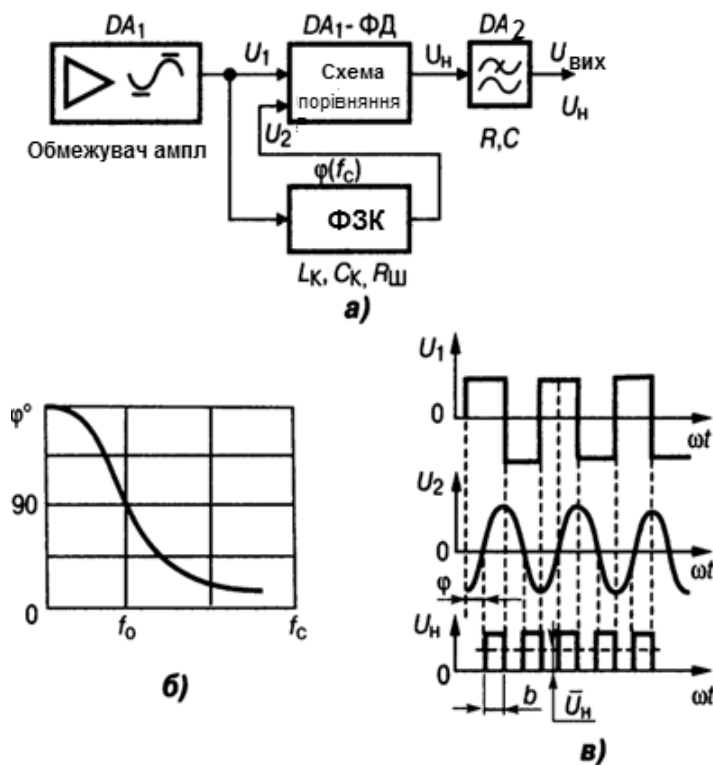 DA1
DA1- ФД
DA2
U1
Uн
Uвих
Схема
порівняння
U2
Uн
Обмежувач ампл
R,C
φ(fc)
ФЗК
LК, CК, RШ
а)
φ°
90
0
fo
fc
б)
U1
0
ωt
U2
0
ωt
φ
Uн
0
ωt
b
Ūн
в)